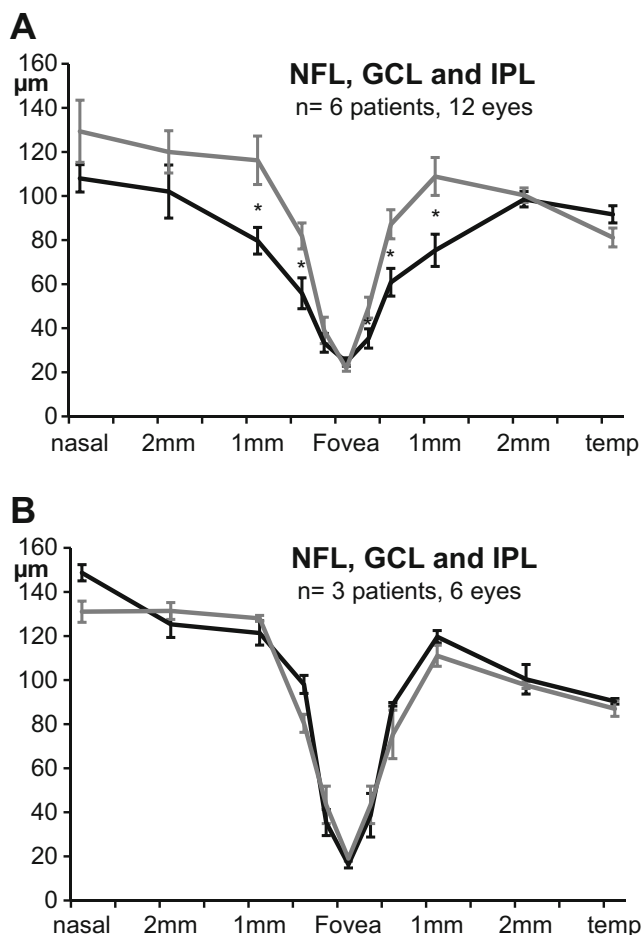 A
160
µm
NFL, GCL and IPL
n= 6 patients, 12 eyes
140
120
100
80
60
40
20
0
* * * * *
nasal 2mm 1mm Fovea 1mm 2mm temp
B
160
µm
NFL, GCL and IPL
n= 3 patients, 6 eyes
140
120
100
80
60
40
20
0
nasal 2mm 1mm Fovea 1mm 2mm temp